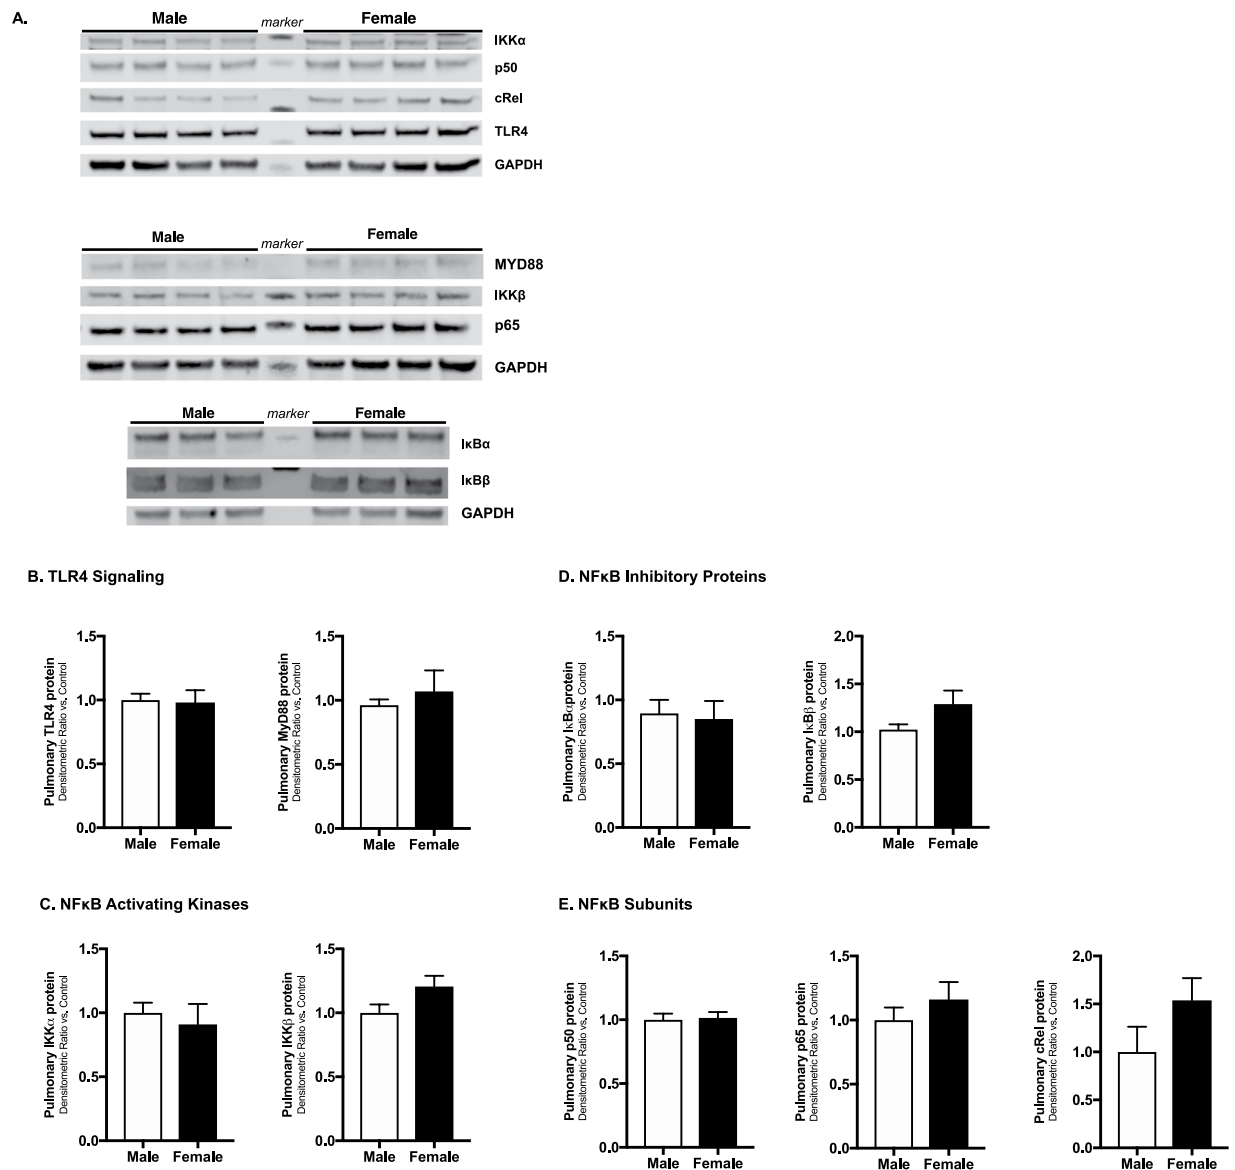 A.
Male marker Female
IKKα
p50
cRel
TLR4
GAPDH
Male marker Female
MYD88
IKKβ
p65
GAPDH
Male marker Female
IκBα
IκBβ
GAPDH
B. TLR4 Signaling
Pulmonary TLR4 protein
Densitometric Ratio vs. Control
1.5
1.0
0.5
0.0
Male Female
Pulmonary MyD88 protein
Densitometric Ratio vs. Control
1.5
1.0
0.5
0.0
Male Female
D. NFκB Inhibitory Proteins
Pulmonary IκBαprotein
Densitometric Ratio vs. Control
1.5
1.0
0.5
0.0
Male Female
Pulmonary IκBβ protein
Densitometric Ratio vs. Control
2.0
1.5
1.0
0.5
0.0
Male Female
C. NFκB Activating Kinases
Pulmonary IKKα protein
Densitometric Ratio vs. Control
1.5
1.0
0.5
0.0
Male Female
Pulmonary IKKβ protein
Densitometric Ratio vs. Control
1.5
1.0
0.5
0.0
Male Female
E. NFκB Subunits
Pulmonary p50 protein
Densitometric Ratio vs. Control
1.5
1.0
0.5
0.0
Male Female
Pulmonary p65 protein
Densitometric Ratio vs. Control
1.5
1.0
0.5
0.0
Male Female
Pulmonary cRel protein
Densitometric Ratio vs. Control
2.0
1.5
1.0
0.5
0.0
Male Female